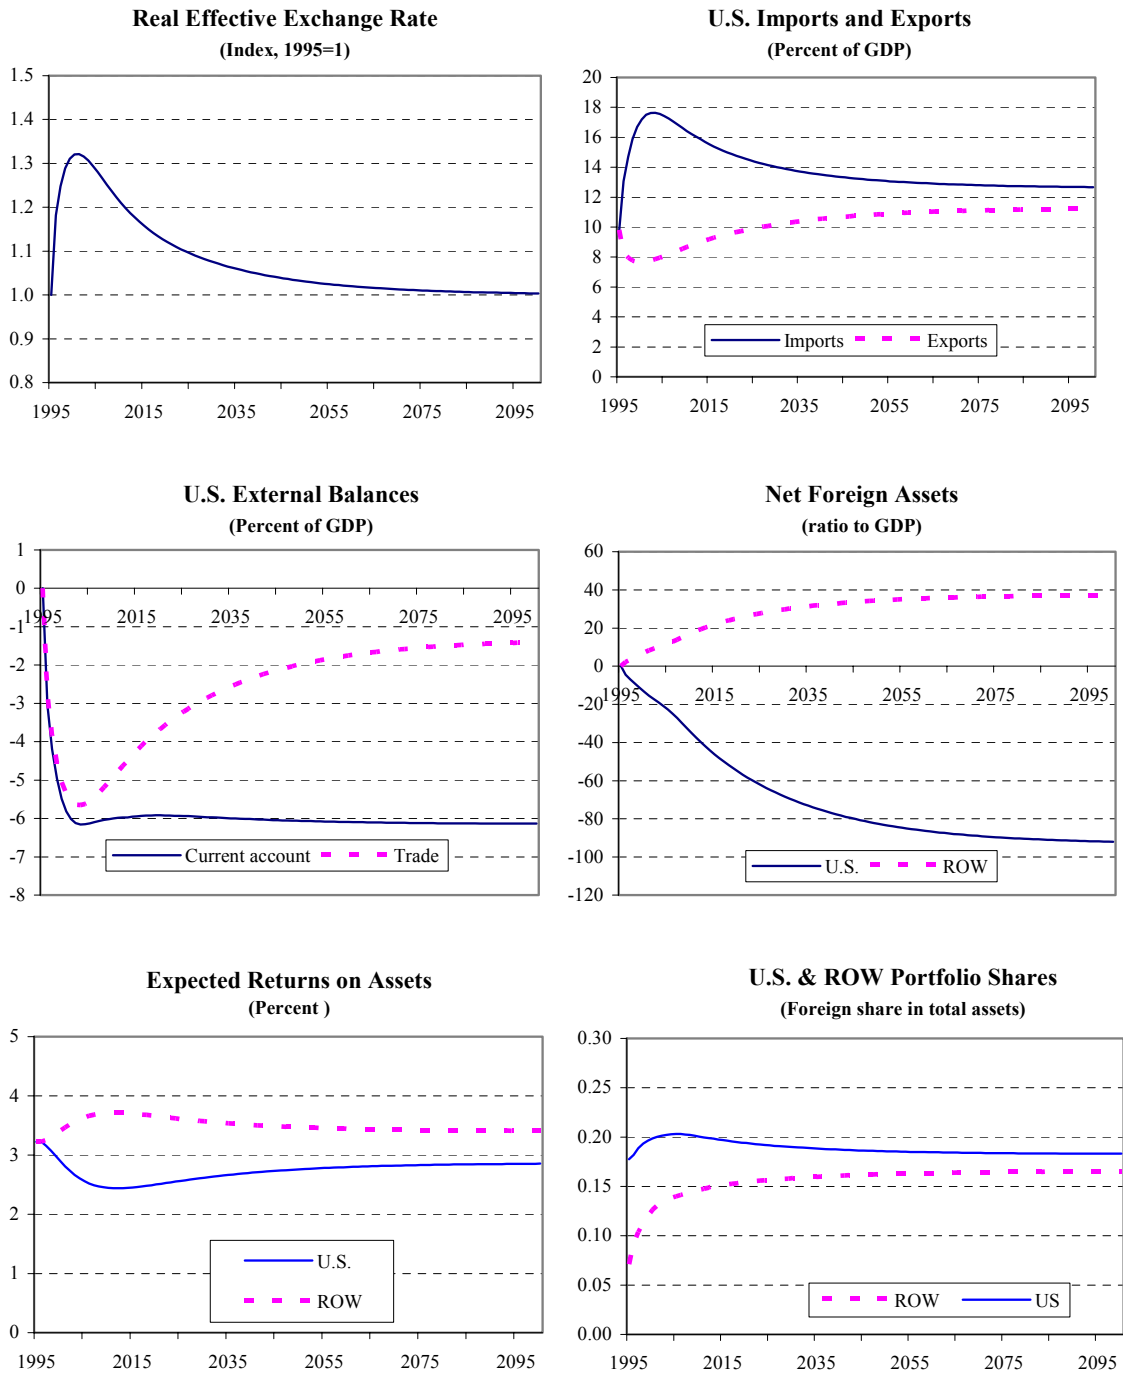 Real Effective Exchange Rate
(Index, 1995=1)
1.5
1.4
1.3
1.2
1.1
1.0
0.9
0.8
1995 2015 2035 2055 2075 2095
U.S. Imports and Exports
(Percent of GDP)
20
18
16
14
12
10
8
6
4
2
0
Imports Exports
1995 2015 2035 2055 2075 2095
U.S. External Balances
(Percent of GDP)
1
0
-1
-2
-3
-4
-5
-6
-7
-8
1995 2015 2035 2055 2075 2095
Current account Trade
Net Foreign Assets
(ratio to GDP)
60
40
20
0
-20
-40
-60
-80
-100
-120
1995 2015 2035 2055 2075 2095
U.S. ROW
Expected Returns on Assets
(Percent )
5
4
3
2
1
0
U.S.
ROW
1995 2015 2035 2055 2075 2095
U.S. & ROW Portfolio Shares
(Foreign share in total assets)
0.30
0.25
0.20
0.15
0.10
0.05
0.00
ROW US
1995 2015 2035 2055 2075 2095